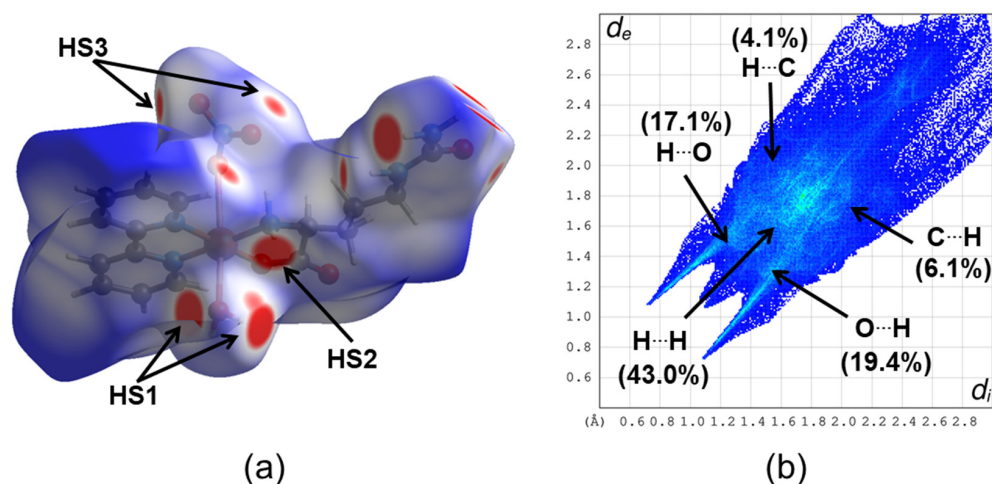 HS3
HS2
HS1
(a)
de
(4.1%)
H···C
(17.1%)
H···O
C···H
(6.1%)
H···H
(43.0%)
O···H
(19.4%)
di
2.8
2.6
2.4
2.2
2.0
1.8
1.6
1.4
1.2
1.0
0.8
0.6
(Å) 0.6 0.8 1.0 1.2 1.4 1.6 1.8 2.0 2.2 2.4 2.6 2.8
(b)